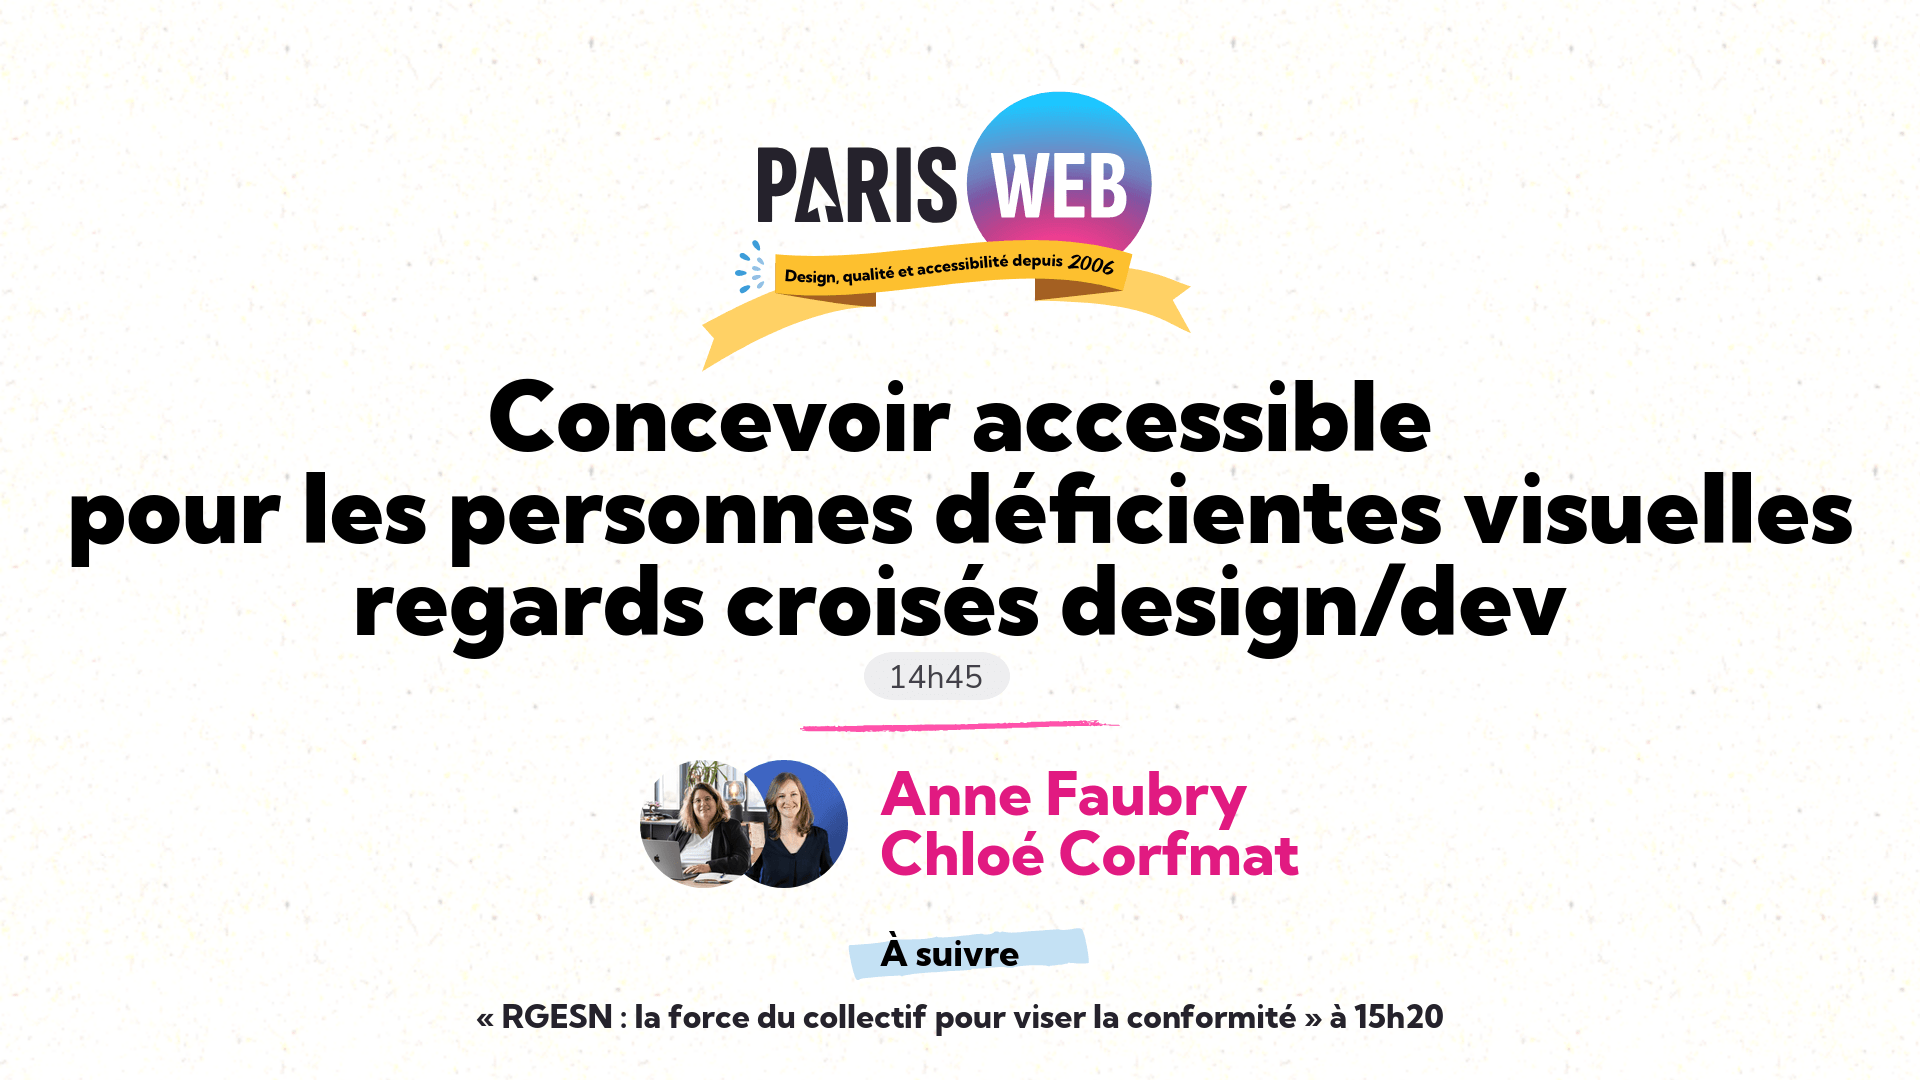 PARIS WEB
Design, qualité et accessibilité depuis 2006
Concevoir accessible
pour les personnes déficientes visuelles
regards croisés design/dev
14h45
Anne Faubry
Chloé Corfmat
À suivre
« RGESN : la force du collectif pour viser la conformité » à 15h20